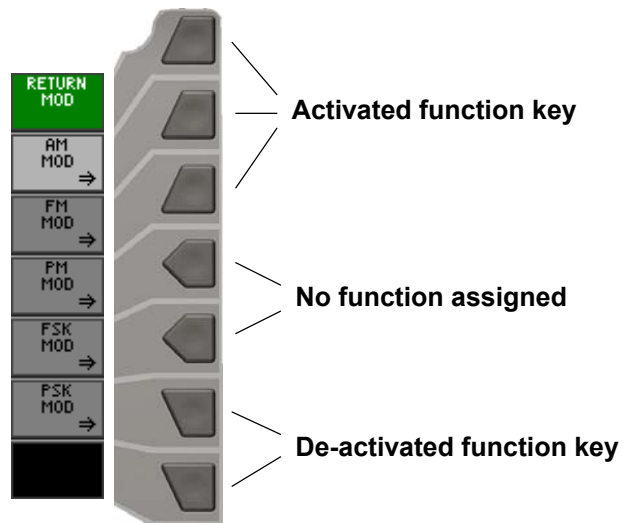 RETURN
MOD
AM
MOD
⇒
FM
MOD
⇒
PM
MOD
⇒
FSK
MOD
⇒
PSK
MOD
⇒
Activated function key
No function assigned
De-activated function key